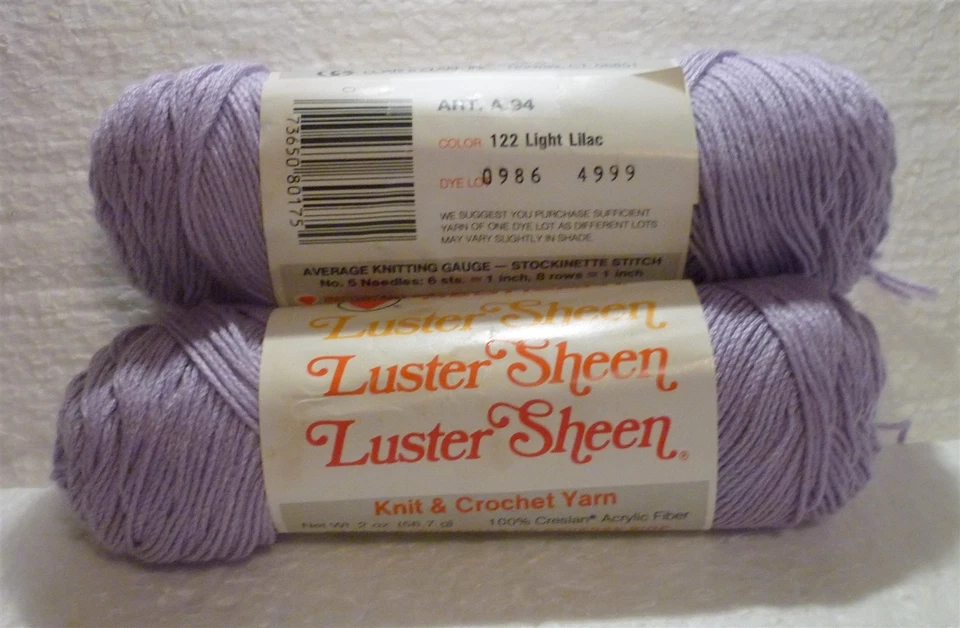 ART. A.94
COLOR 122 Light Lilac
DYE LO 0986 4999
WE SUGGEST YOU PURCHASE SUFFICIENT
YARN OF ONE DYE LOT AS DIFFERENT LOTS
MAY VARY SLIGHTLY IN SHADE.
73650 80175
AVERAGE KNITTING GAUGE — STOCKINETTE STITCH
No. 5 Needles: 6 sts. = 1 inch, 8 rows = 1 inch
Luster Sheen
Luster Sheen
Luster Sheen®
Knit & Crochet Yarn
Net Wt. 2 oz. (56.7 g) 100% Creslan® Acrylic Fiber